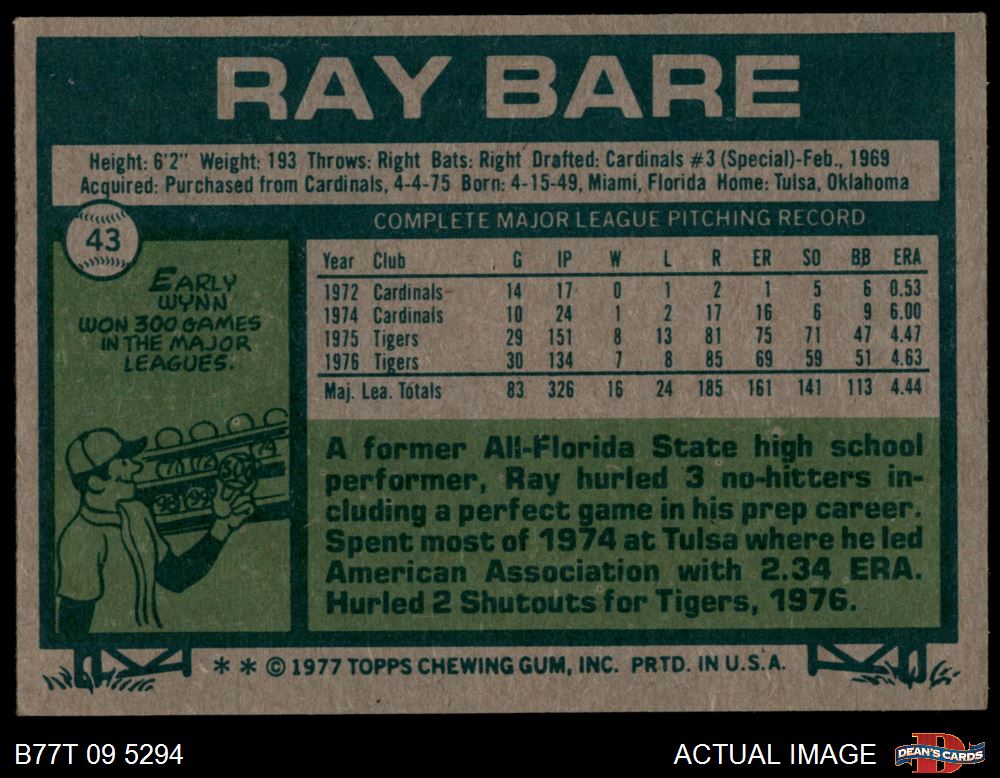 RAY BARE
Height: 6'2" Weight: 193 Throws: Right Bats: Right Drafted: Cardinals #3 (Special)-Feb., 1969
Acquired: Purchased from Cardinals, 4-4-75 Born: 4-15-49, Miami, Florida Home: Tulsa, Oklahoma
43
EARLY
WYNN
WON 300 GAMES
IN THE MAJOR
LEAGUES.
300
298 299
COMPLETE MAJOR LEAGUE PITCHING RECORD
Year Club G IP W L R ER SO BB ERA
1972 Cardinals 14 17 0 1 2 1 5 6 0.53
1974 Cardinals 10 24 1 2 17 16 6 9 6.00
1975 Tigers 29 151 8 13 81 75 71 47 4.47
1976 Tigers 30 134 7 8 85 69 59 51 4.63
Maj. Lea. Totals 83 326 16 24 185 161 141 113 4.44
A former All-Florida State high school
performer, Ray hurled 3 no-hitters in-
cluding a perfect game in his prep career.
Spent most of 1974 at Tulsa where he led
American Association with 2.34 ERA.
Hurled 2 Shutouts for Tigers, 1976.
* * © 1977 TOPPS CHEWING GUM, INC. PRTD. IN U.S.A.
B77T 09 5294
ACTUAL IMAGE
DEAN'S CARDS